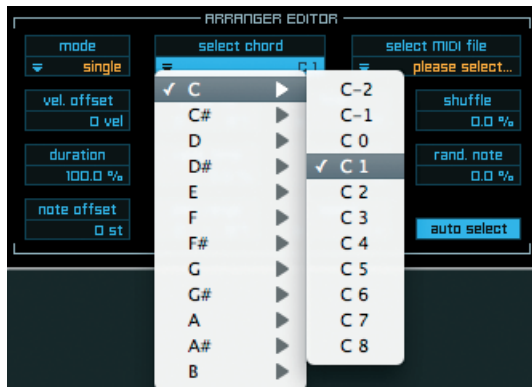 ARRANGER EDITOR
mode
single
select chord
C 1
select MIDI file
please select...
vel. offset
0 vel
duration
100.0 %
note offset
0 st
✓ C
C#
D
D#
E
F
F#
G
G#
A
A#
B
C-2
C-1
C 0
✓ C 1
C 2
C 3
C 4
C 5
C 6
C 7
C 8
shuffle
0.0 %
rand. note
0.0 %
auto select